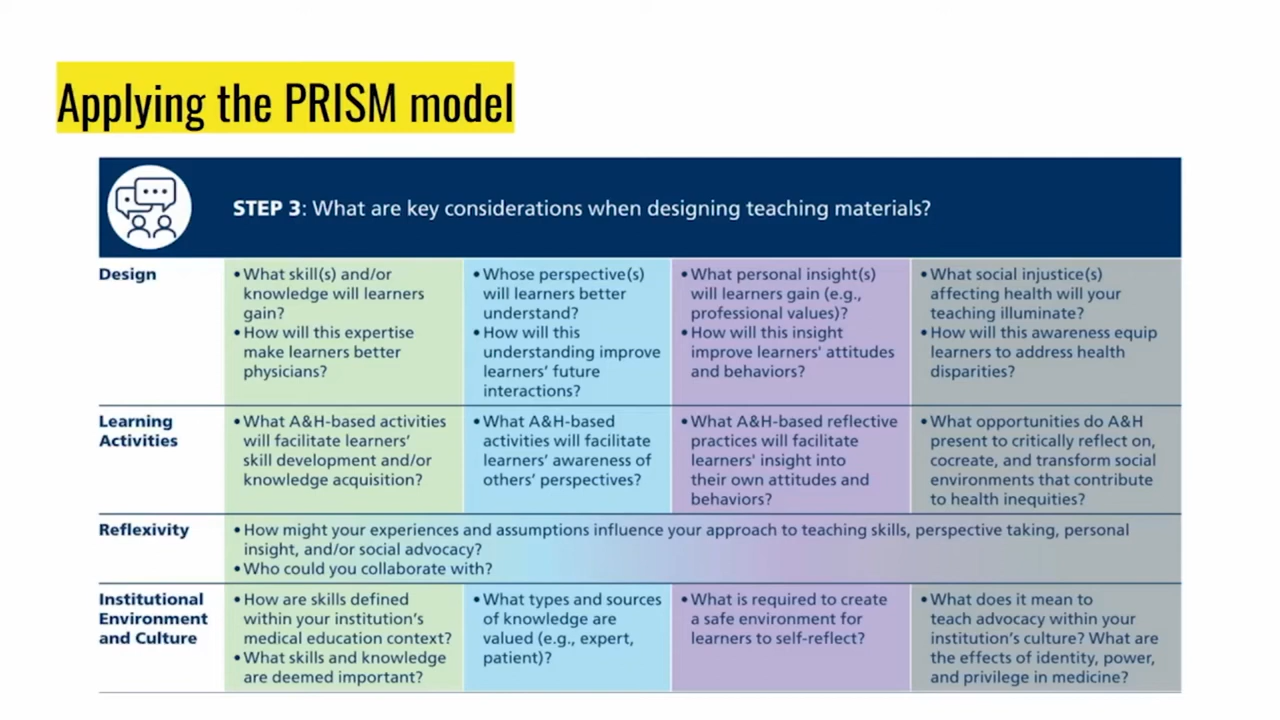 Applying the PRISM model
STEP 3: What are key considerations when designing teaching materials?
Design
• What skill(s) and/or
knowledge will learners
gain?
• How will this expertise
make learners better
physicians?
• Whose perspective(s)
will learners better
understand?
• How will this
understanding improve
learners’ future
interactions?
• What personal insight(s)
will learners gain (e.g.,
professional values)?
• How will this insight
improve learners' attitudes
and behaviors?
• What social injustice(s)
affecting health will your
teaching illuminate?
• How will this awareness equip
learners to address health
disparities?
Learning
Activities
• What A&H-based activities
will facilitate learners’
skill development and/or
knowledge acquisition?
• What A&H-based
activities will facilitate
learners’ awareness of
others’ perspectives?
• What A&H-based reflective
practices will facilitate
learners' insight into
their own attitudes and
behaviors?
• What opportunities do A&H
present to critically reflect on,
cocreate, and transform social
environments that contribute
to health inequities?
Reflexivity
• How might your experiences and assumptions influence your approach to teaching skills, perspective taking, personal
insight, and/or social advocacy?
• Who could you collaborate with?
Institutional
Environment
and Culture
• How are skills defined
within your institution’s
medical education context?
• What skills and knowledge
are deemed important?
• What types and sources
of knowledge are
valued (e.g., expert,
patient)?
• What is required to create
a safe environment for
learners to self-reflect?
• What does it mean to
teach advocacy within your
institution’s culture? What are
the effects of identity, power,
and privilege in medicine?